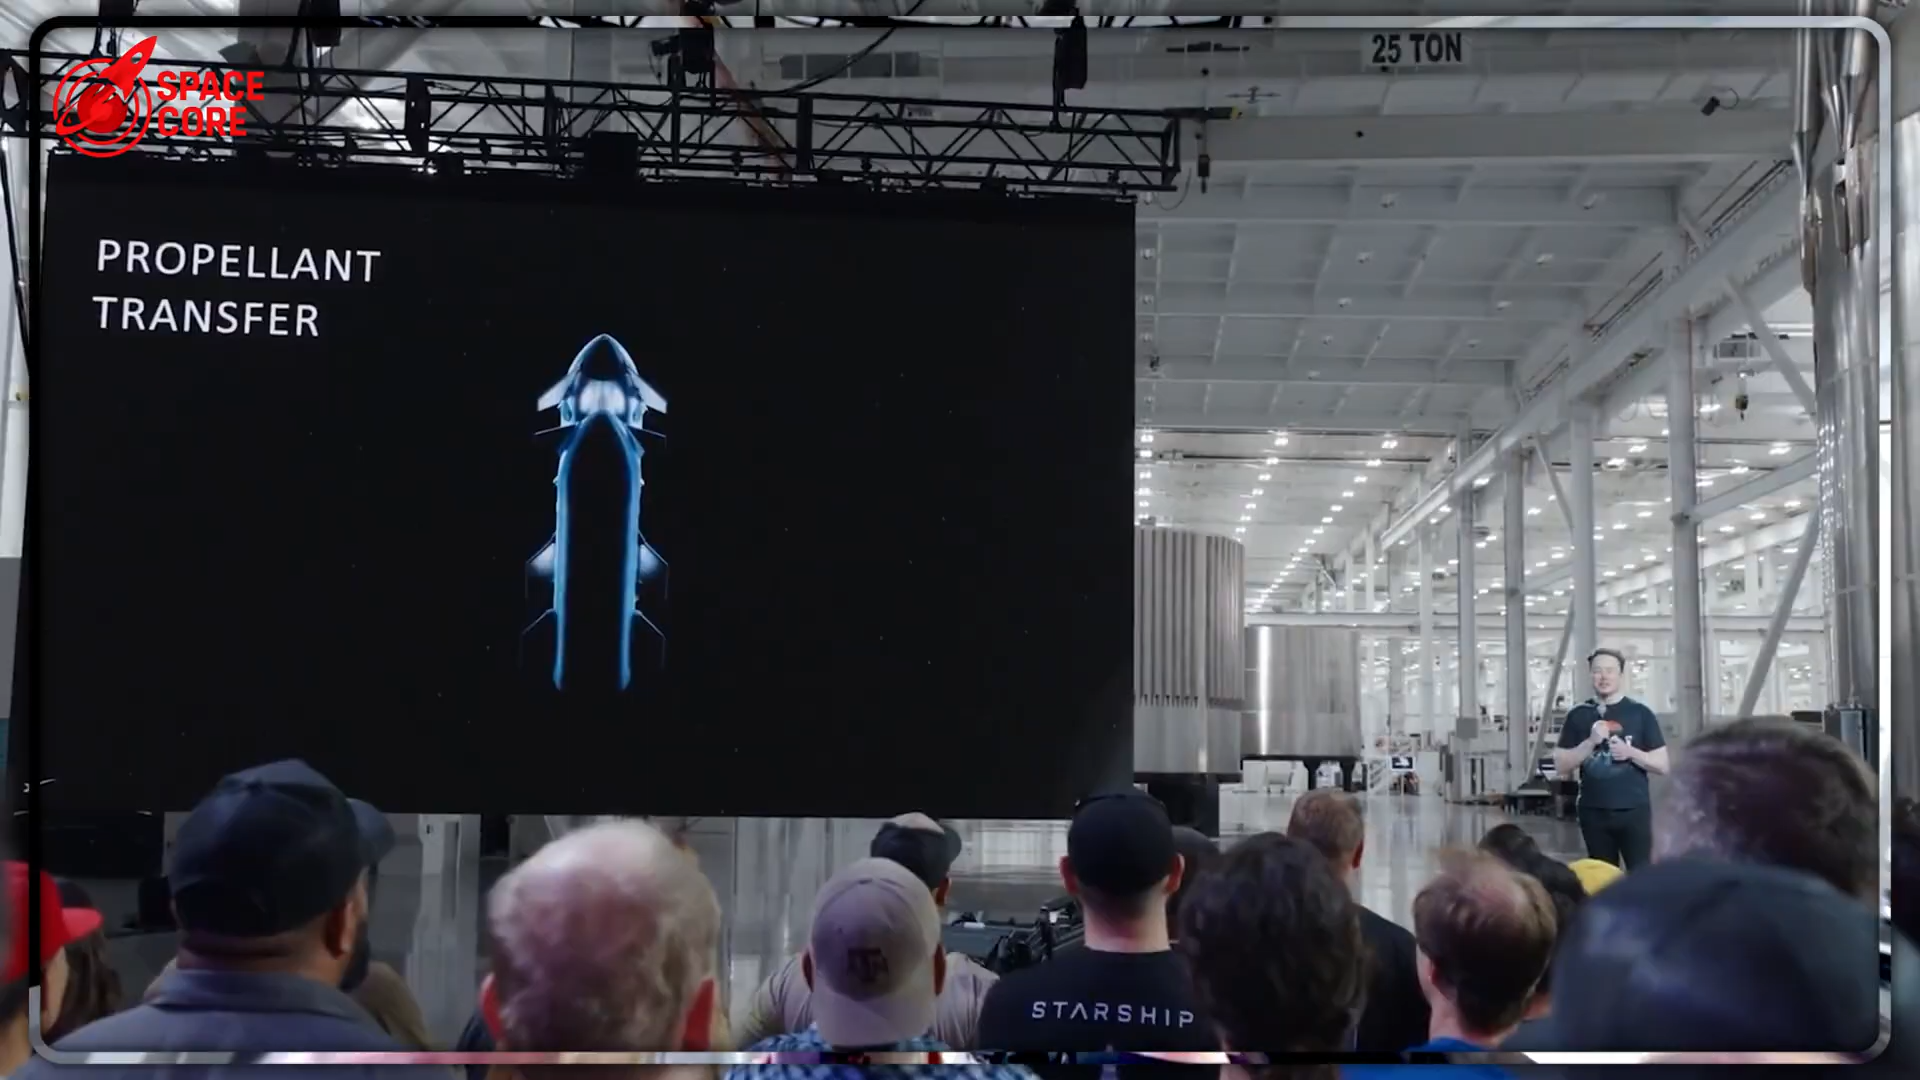 25 TON
SPACE
CORE
PROPELLANT
TRANSFER
STARSHIP